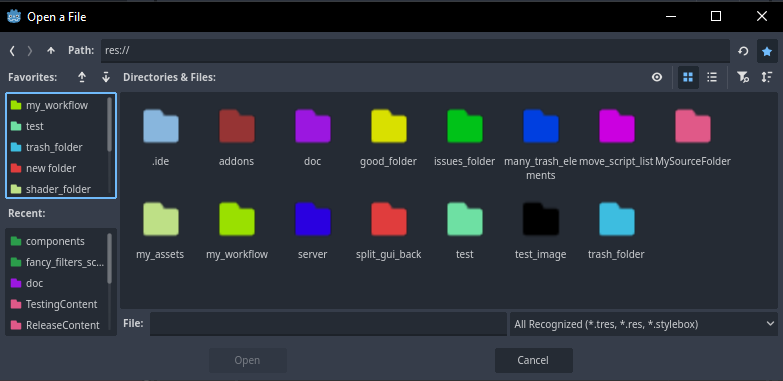 Open a File
Path: res://
Favorites: Directories & Files:
my_workflow
test
trash_folder
new folder
shader_folder
Recent:
components
fancy_filters_sc...
doc
TestingContent
ReleaseContent
.ide addons doc good_folder issues_folder many_trash_ele move_script_list MySourceFolder
ments
my_assets my_workflow server split_gui_back test test_image trash_folder
File: All Recognized (*.tres, *.res, *.stylebox)
Open Cancel